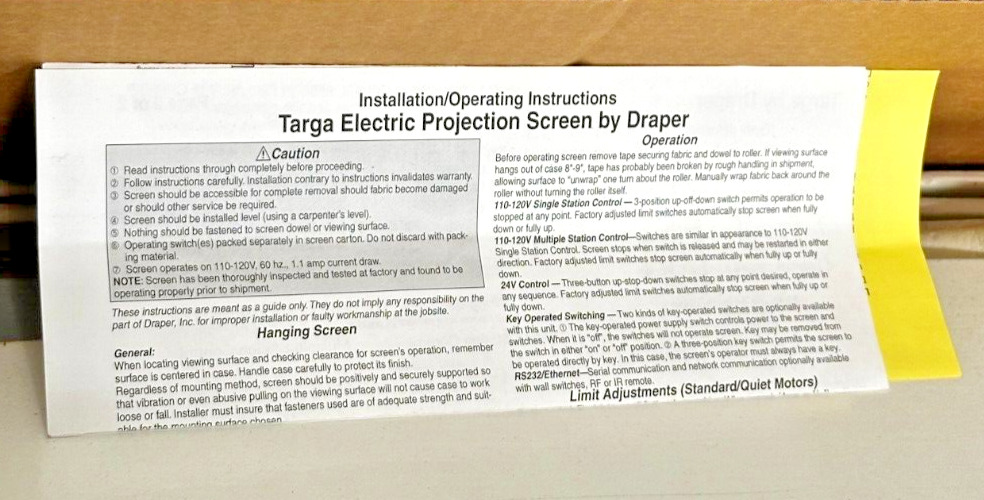 Installation/Operating Instructions
Targa Electric Projection Screen by Draper
⚠Caution
① Read instructions through completely before proceeding.
② Follow instructions carefully. Installation contrary to instructions invalidates warranty.
③ Screen should be accessible for complete removal should fabric become damaged
or should other service be required.
④ Screen should be installed level (using a carpenter's level).
⑤ Nothing should be fastened to screen dowel or viewing surface.
⑥ Operating switch(es) packed separately in screen carton. Do not discard with pack-
ing material.
⑦ Screen operates on 110-120V, 60 hz., 1.1 amp current draw.
NOTE: Screen has been thoroughly inspected and tested at factory and found to be
operating properly prior to shipment.
These instructions are meant as a guide only. They do not imply any responsibility on the
part of Draper, Inc. for improper installation or faulty workmanship at the jobsite.
Hanging Screen
General:
When locating viewing surface and checking clearance for screen's operation, remember
surface is centered in case. Handle case carefully to protect its finish.
Regardless of mounting method, screen should be positively and securely supported so
that vibration or even abusive pulling on the viewing surface will not cause case to work
loose or fall. Installer must insure that fasteners used are of adequate strength and suit-
able for the mounting surface chosen
Operation
Before operating screen remove tape securing fabric and dowel to roller. If viewing surface
hangs out of case 8"-9", tape has probably been broken by rough handling in shipment,
allowing surface to "unwrap" one turn about the roller. Manually wrap fabric back around the
roller without turning the roller itself.
110-120V Single Station Control — 3-position up-off-down switch permits operation to be
stopped at any point. Factory adjusted limit switches automatically stop screen when fully
down or fully up.
110-120V Multiple Station Control—Switches are similar in appearance to 110-120V
Single Station Control. Screen stops when switch is released and may be restarted in either
direction. Factory adjusted limit switches stop screen automatically when fully up or fully
down.
24V Control — Three-button up-stop-down switches stop at any point desired, operate in
any sequence. Factory adjusted limit switches automatically stop screen when fully up or
fully down.
Key Operated Switching — Two kinds of key-operated switches are optionally available
with this unit. ① The key-operated power supply switch controls power to the screen and
switches. When it is "off", the switches will not operate screen. Key may be removed from
the switch in either "on" or "off" position. ② A three-position key switch permits the screen to
be operated directly by key. In this case, the screen's operator must always have a key.
RS232/Ethernet—Serial communication and network communication optionally available
with wall switches, RF or IR remote.
Limit Adjustments (Standard/Quiet Motors)